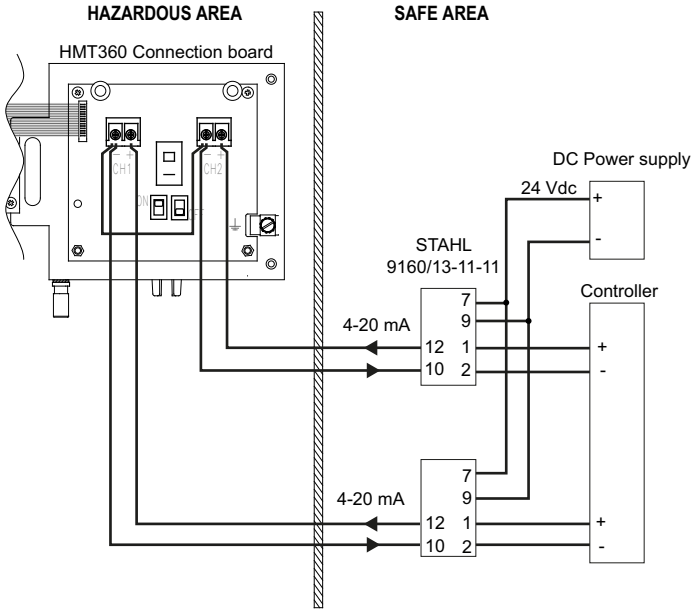 HAZARDOUS AREA
SAFE AREA
HMT360 Connection board
- +
CH1
- +
CH2
ON
DC Power supply
24 Vdc
+
-
STAHL
9160/13-11-11
Controller
7
9
4-20 mA
12 1
10 2
+
-
7
9
4-20 mA
12 1
10 2
+
-